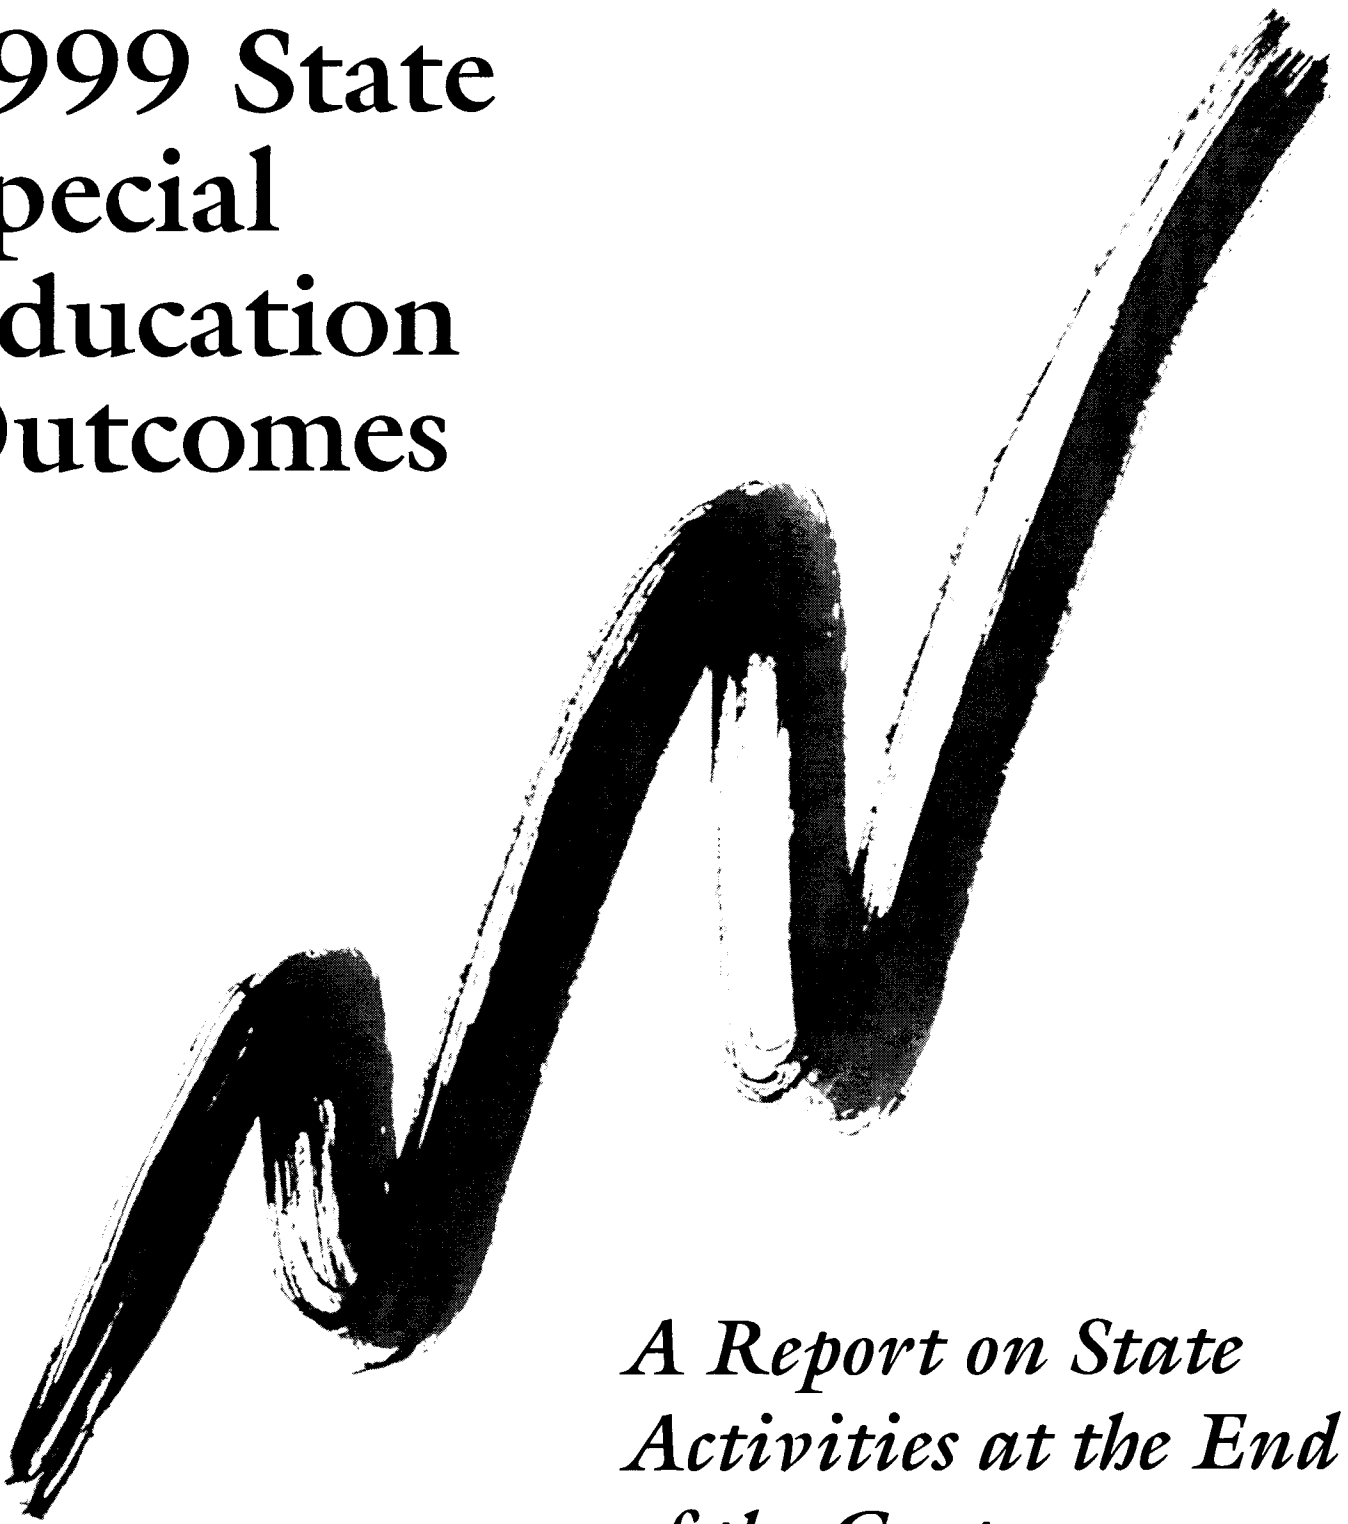 999 State
pecial
ducation
utcomes
A Report on State
Activities at the End